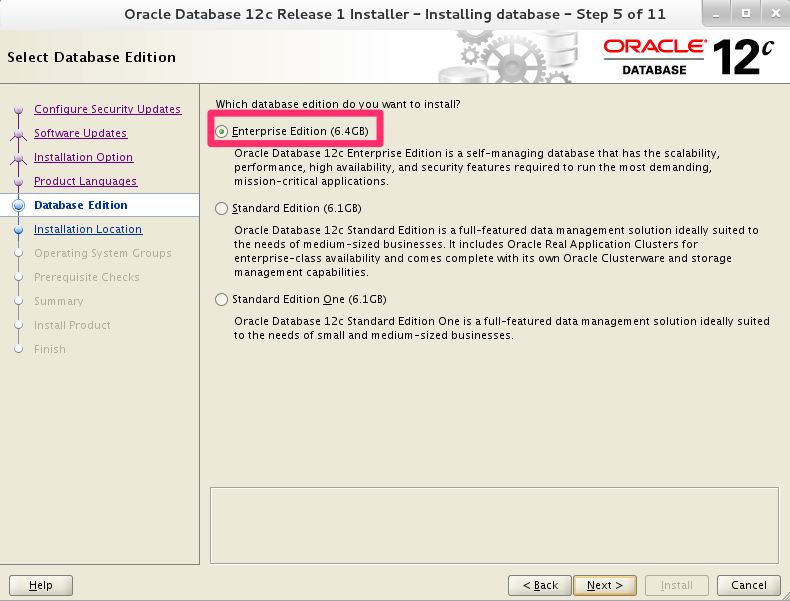 Oracle Database 12c Release 1 Installer - Installing database - Step 5 of 11
Select Database Edition
ORACLE®
DATABASE
12c
Configure Security Updates
Software Updates
Installation Option
Product Languages
Database Edition
Installation Location
Operating System Groups
Prerequisite Checks
Summary
Install Product
Finish
Which database edition do you want to install?
Enterprise Edition (6.4GB)
Oracle Database 12c Enterprise Edition is a self-managing database that has the scalability,
performance, high availability, and security features required to run the most demanding,
mission-critical applications.
Standard Edition (6.1GB)
Oracle Database 12c Standard Edition is a full-featured data management solution ideally suited to
the needs of medium-sized businesses. It includes Oracle Real Application Clusters for
enterprise-class availability and comes complete with its own Oracle Clusterware and storage
management capabilities.
Standard Edition One (6.1GB)
Oracle Database 12c Standard Edition One is a full-featured data management solution ideally suited
to the needs of small and medium-sized businesses.
Help
< Back
Next >
Install
Cancel